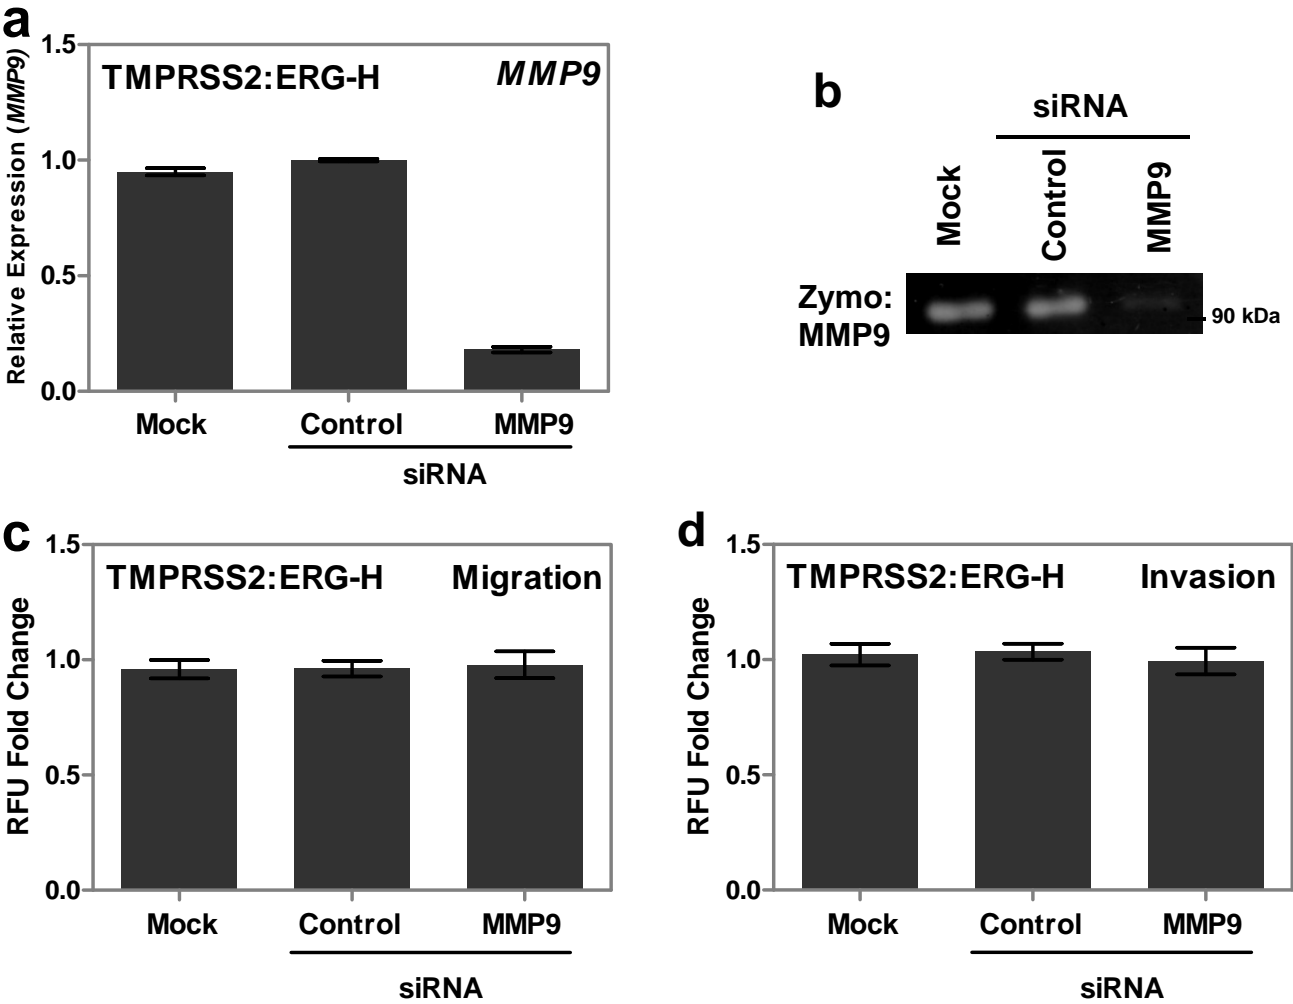 a
1.5
TMPRSS2:ERG-H MMP9
1.0
0.5
0.0
Relative Expression (MMP9)
Mock Control MMP9
siRNA
b
siRNA
Mock Control MMP9
Zymo:
MMP9
90 kDa
c
1.5
TMPRSS2:ERG-H Migration
1.0
0.5
0.0
RFU Fold Change
Mock Control MMP9
siRNA
d
1.5
TMPRSS2:ERG-H Invasion
1.0
0.5
0.0
RFU Fold Change
Mock Control MMP9
siRNA